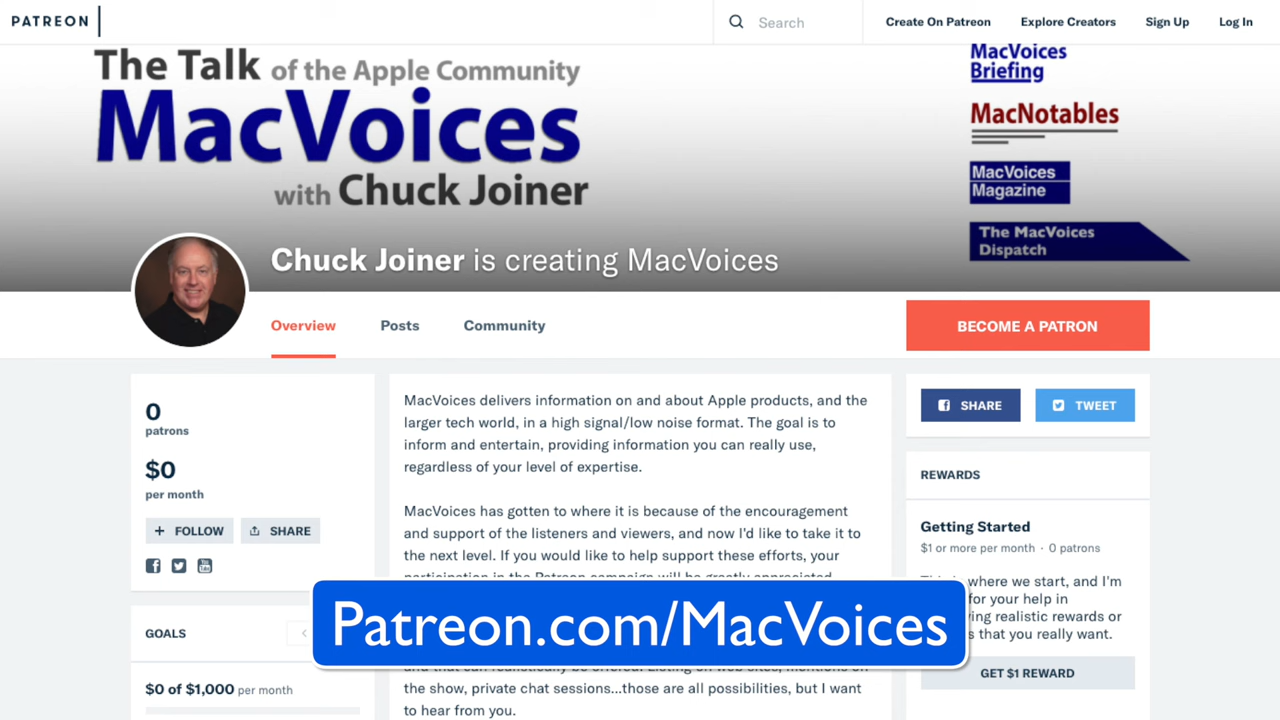 PATREON
Search
Create On Patreon
Explore Creators
Sign Up
Log In
The Talk of the Apple Community
MacVoices
with Chuck Joiner
MacVoices
Briefing
MacNotables
MacVoices
Magazine
The MacVoices
Dispatch
Chuck Joiner is creating MacVoices
Overview
Posts
Community
BECOME A PATRON
0
patrons
$0
per month
+ FOLLOW
SHARE
GOALS
$0 of $1,000 per month
MacVoices delivers information on and about Apple products, and the
larger tech world, in a high signal/low noise format. The goal is to
inform and entertain, providing information you can really use,
regardless of your level of expertise.
MacVoices has gotten to where it is because of the encouragement
and support of the listeners and viewers, and now I'd like to take it to
the next level. If you would like to help support these efforts, your
participation in the Patreon campaign will be greatly appreciated
Patreon.com/MacVoices
the show, private chat sessions...those are all possibilities, but I want
to hear from you.
SHARE
TWEET
REWARDS
Getting Started
$1 or more per month · 0 patrons
where we start, and I'm
for your help in
realistic rewards or
that you really want.
GET $1 REWARD